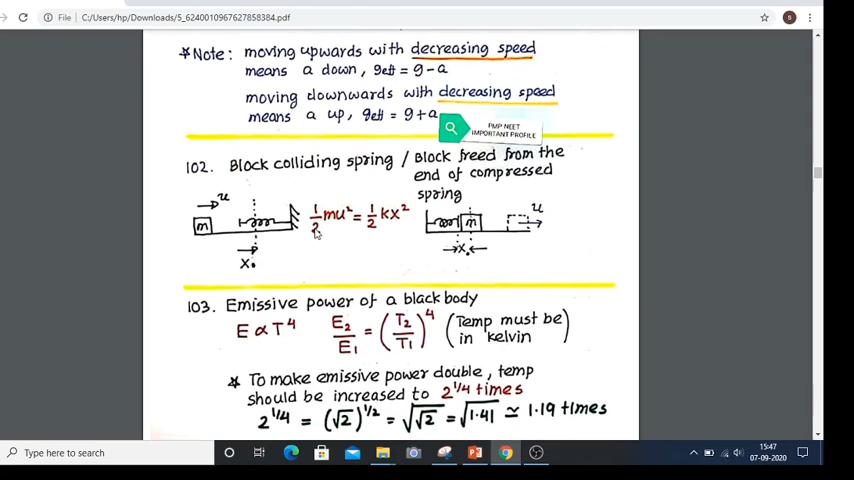 File | C:/Users/hp/Downloads/5_6240010967627858384.pdf
* Note: moving upwards with decreasing speed
means a down, geff = g-a
moving downwards with decreasing speed
means a up, geff = g+a
PMP NEET
IMPORTANT PROFILE
102. Block colliding spring / Block freed from the
end of compressed
spring
u
m
1/2 mu² = 1/2 kx²
m
u
x.
x.
103. Emissive power of a black body
E ∝ T⁴ E₂/E₁ = (T₂/T₁)⁴ (Temp must be
in kelvin)
* To make emissive power double, temp
should be increased to 2^1/4 times
2^1/4 = (√2)^1/2 = √√2 = √1.41 ≃ 1.19 times
Type here to search
15:47
07-09-2020